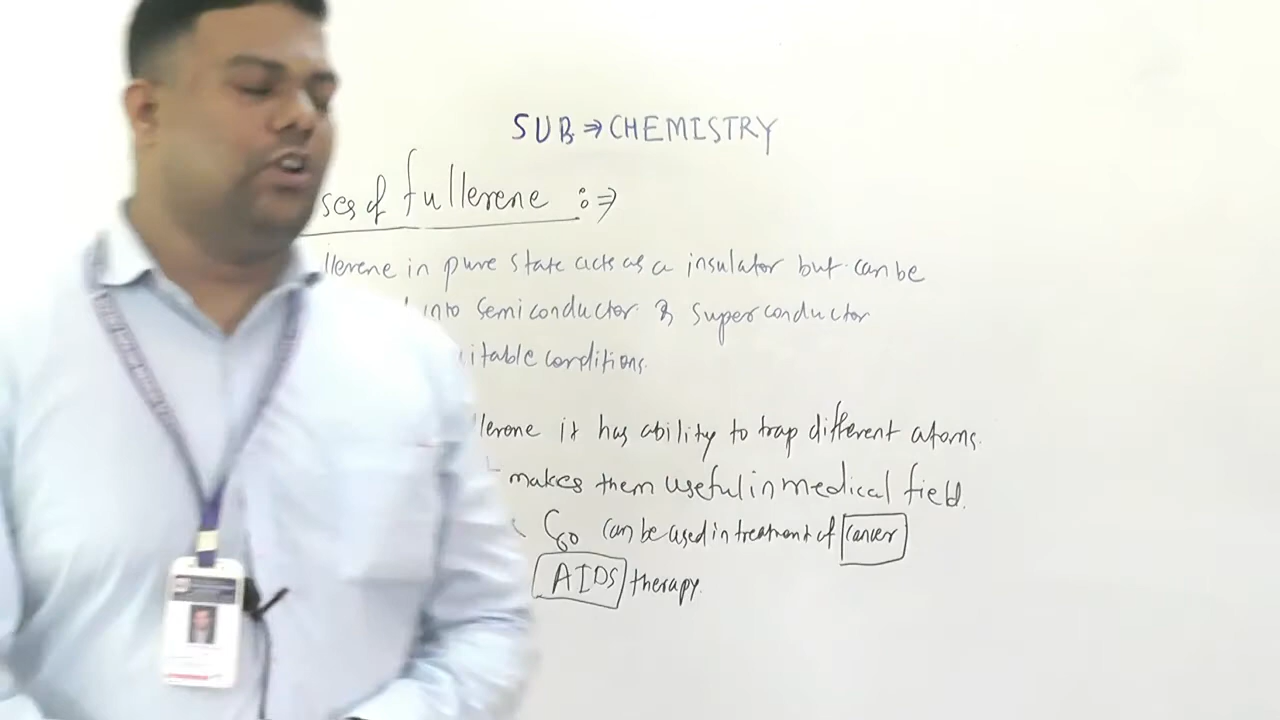 SUB ⇒ CHEMISTRY
ses of fullerene :⇒
llerene in pure state acts as a insulator but can be
into semiconductor & superconductor
itable conditions.
llerene it has ability to trap different atoms.
makes them useful in medical field.
C60 can be used in treatment of cancer
AIDS therapy.